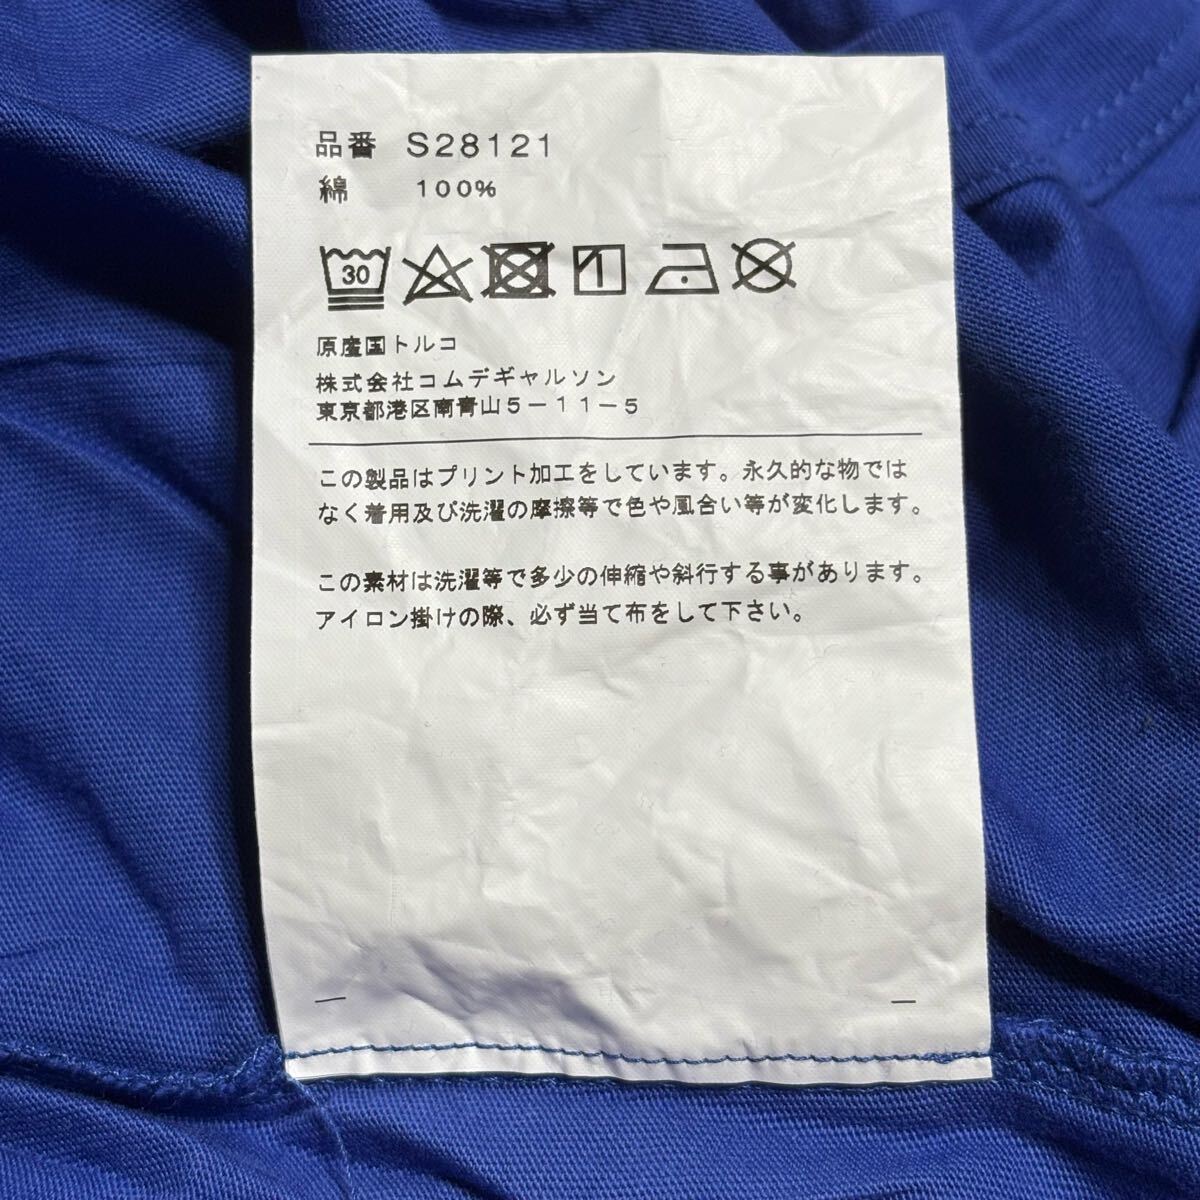 品番 S28121
綿 100%
30
原産国トルコ
株式会社コムデギャルソン
東京都港区南青山5-11-5
この製品はプリント加工をしています。永久的な物では
なく着用及び洗濯の摩擦等で色や風合い等が変化します。
この素材は洗濯等で多少の伸縮や斜行する事があります。
アイロン掛けの際、必ず当て布をして下さい。